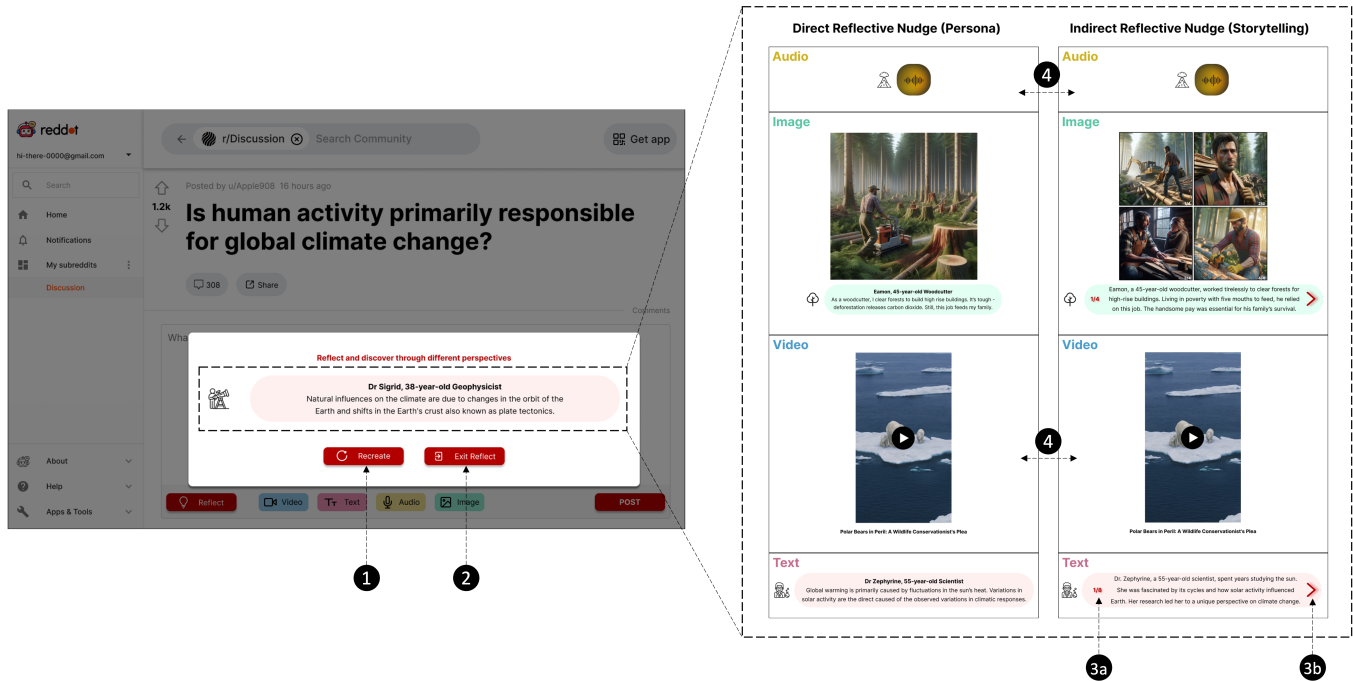 reddot
hi-there-0000@gmail.com
Search
Home
Notifications
My subreddits
Discussion
About
Help
Apps & Tools
r/Discussion
Search Community
Get app
Posted by u/Apple908 16 hours ago
1.2k
Is human activity primarily responsible
for global climate change?
308
Share
Comments
Wha
Reflect and discover through different perspectives
Dr Sigrid, 38-year-old Geophysicist
Natural influences on the climate are due to changes in the orbit of the
Earth and shifts in the Earth's crust also known as plate tectonics.
Recreate
Exit Reflect
Reflect
Video
Text
Audio
Image
POST
1
2
Direct Reflective Nudge (Persona)
Audio
Image
Eamon, 45-year-old Woodcutter
As a woodcutter, I clear forests to build high rise buildings. It's tough -
deforestation releases carbon dioxide. Still, this job feeds my family.
Video
Polar Bears in Peril: A Wildlife Conservationist's Plea
Text
Dr Zephyrine, 55-year-old Scientist
Global warming is primarily caused by fluctuations in the sun's heat. Variations in
solar activity are the direct caused of the observed variations in climatic responses.
4
4
Indirect Reflective Nudge (Storytelling)
Audio
Image
1/4
2/4
3/4
4/4
Eamon, a 45-year-old woodcutter, worked tirelessly to clear forests for
1/4 high-rise buildings. Living in poverty with five mouths to feed, he relied
on this job. The handsome pay was essential for his family's survival.
Video
Polar Bears in Peril: A Wildlife Conservationist's Plea
Text
Dr. Zephyrine, a 55-year-old scientist, spent years studying the sun.
1/8 She was fascinated by its cycles and how solar activity influenced
Earth. Her research led her to a unique perspective on climate change.
3a
3b